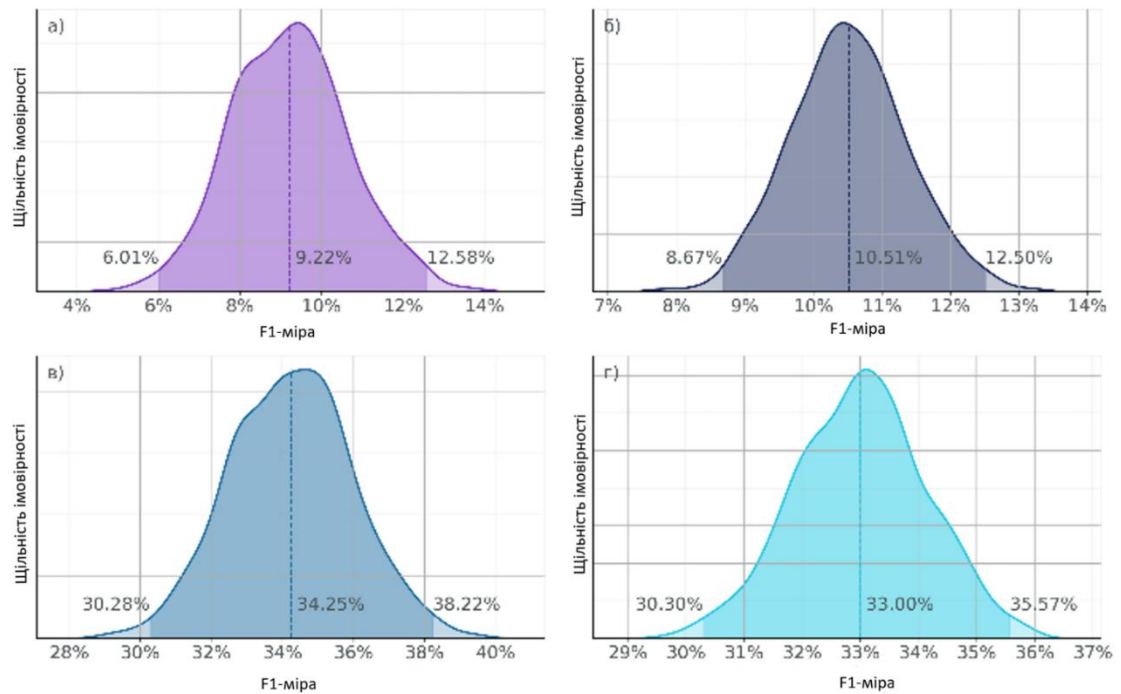 а)
Щільність імовірності
6.01%
9.22%
12.58%
4% 6% 8% 10% 12% 14%
F1-міра
б)
Щільність імовірності
8.67%
10.51%
12.50%
7% 8% 9% 10% 11% 12% 13% 14%
F1-міра
в)
Щільність імовірності
30.28%
34.25%
38.22%
28% 30% 32% 34% 36% 38% 40%
F1-міра
г)
Щільність імовірності
30.30%
33.00%
35.57%
29% 30% 31% 32% 33% 34% 35% 36% 37%
F1-міра